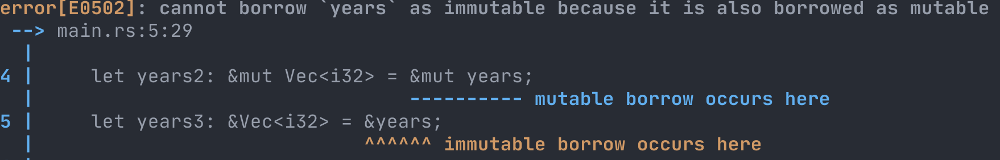 error[E0502]: cannot borrow `years` as immutable because it is also borrowed as mutable
 --> main.rs:5:29
  |
4 |     let years2: &mut Vec<i32> = &mut years;
  |                                 ---------- mutable borrow occurs here
5 |     let years3: &Vec<i32> = &years;
  |                             ^^^^^^ immutable borrow occurs here